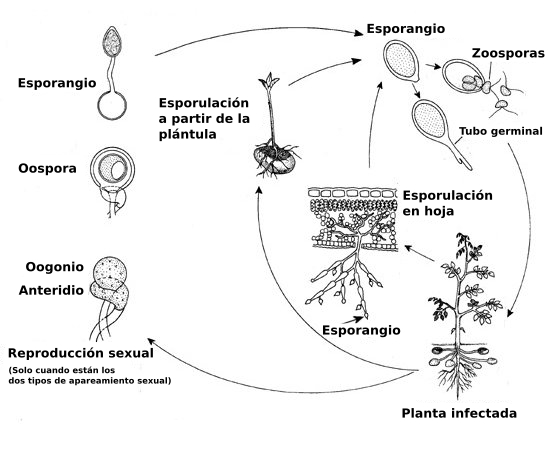 Esporangio
Zoosporas
Tubo germinal
Esporangio
Esporulación
a partir de la
plántula
Oospora
Esporulación
en hoja
Oogonio
Anteridio
Esporangio
Reproducción sexual
(Solo cuando están los
dos tipos de apareamiento sexual)
Planta infectada